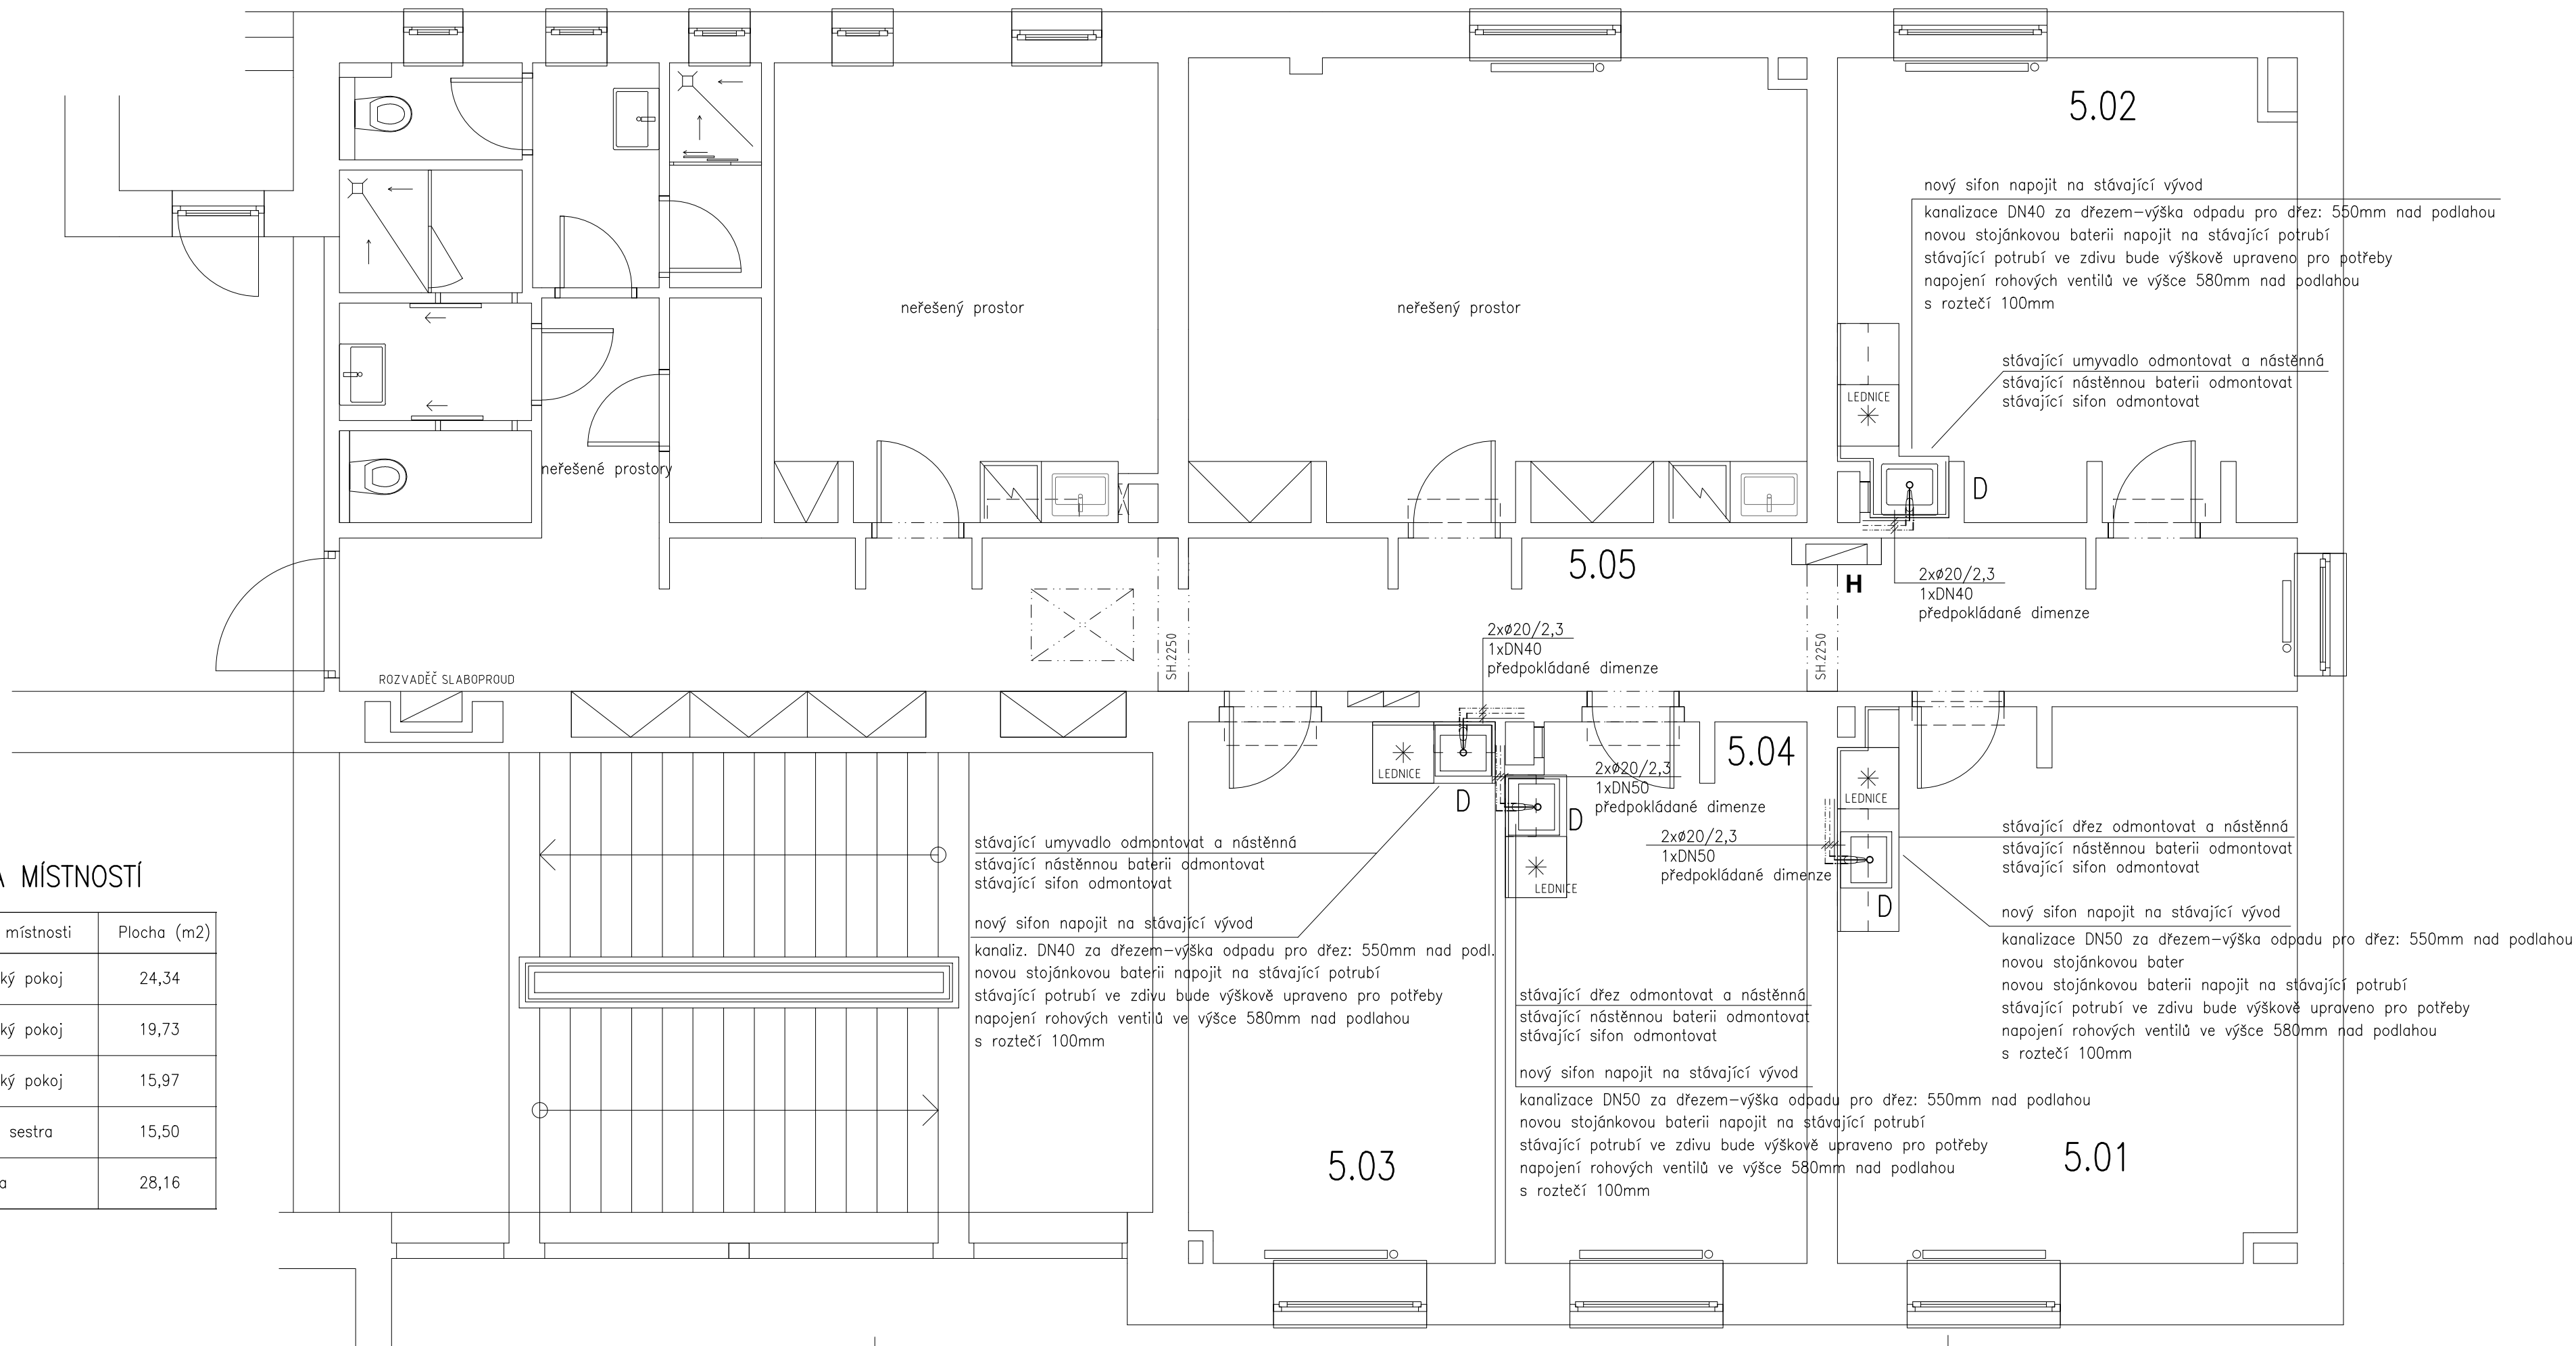 5.02
nový sifon napojit na stávající vývod
kanalizace DN40 za dřezem-výška odpadu pro dřez: 550mm nad podlahou
novou stojánkovou baterii napojit na stávající potrubí
stávající potrubí ve zdivu bude výškově upraveno pro potřeby
napojení rohových ventilů ve výšce 580mm nad podlahou
s roztečí 100mm
neřešený prostor
neřešený prostor
stávající umyvadlo odmontovat a nástěnná
stávající nástěnnou baterii odmontovat
stávající sifon odmontovat
LEDNICE
neřešené prostory
D
5.05
H
2xø20/2,3
1xDN40
předpokládané dimenze
2xø20/2,3
1xDN40
předpokládané dimenze
SH.2250
SH.2250
ROZVADĚČ SLABOPROUD
5.04
LEDNICE
D
2xø20/2,3
1xDN50
předpokládané dimenze
D
LEDNICE
2xø20/2,3
1xDN50
předpokládané dimenze
LEDNICE
D
stávající umyvadlo odmontovat a nástěnná
stávající nástěnnou baterii odmontovat
stávající sifon odmontovat
nový sifon napojit na stávající vývod
kanaliz. DN40 za dřezem-výška odpadu pro dřez: 550mm nad podl.
novou stojánkovou baterii napojit na stávající potrubí
stávající potrubí ve zdivu bude výškově upraveno pro potřeby
napojení rohových ventilů ve výšce 580mm nad podlahou
s roztečí 100mm
stávající dřez odmontovat a nástěnná
stávající nástěnnou baterii odmontovat
stávající sifon odmontovat
nový sifon napojit na stávající vývod
kanalizace DN50 za dřezem-výška odpadu pro dřez: 550mm nad podlahou
novou stojánkovou bater
novou stojánkovou baterii napojit na stávající potrubí
stávající potrubí ve zdivu bude výškově upraveno pro potřeby
napojení rohových ventilů ve výšce 580mm nad podlahou
s roztečí 100mm
stávající dřez odmontovat a nástěnná
stávající nástěnnou baterii odmontovat
stávající sifon odmontovat
nový sifon napojit na stávající vývod
kanalizace DN50 za dřezem-výška odpadu pro dřez: 550mm nad podlahou
novou stojánkovou baterii napojit na stávající potrubí
stávající potrubí ve zdivu bude výškově upraveno pro potřeby
napojení rohových ventilů ve výšce 580mm nad podlahou
s roztečí 100mm
5.03
5.01
A MÍSTNOSTÍ
místnosti Plocha (m2)
ký pokoj 24,34
ký pokoj 19,73
ký pokoj 15,97
sestra 15,50
a 28,16